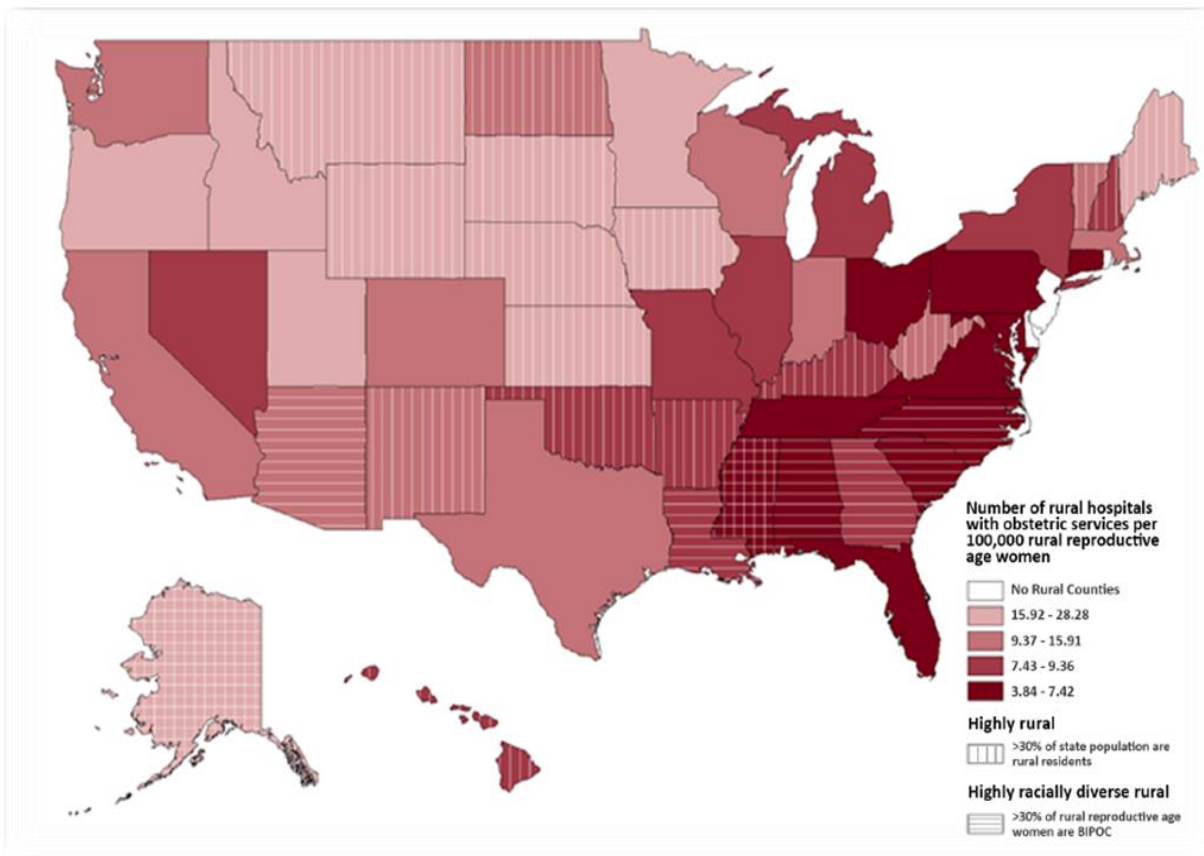 Number of rural hospitals
with obstetric services per
100,000 rural reproductive
age women
No Rural Counties
15.92 - 28.28
9.37 - 15.91
7.43 - 9.36
3.84 - 7.42
Highly rural
>30% of state population are
rural residents
Highly racially diverse rural
>30% of rural reproductive age
women are BIPOC